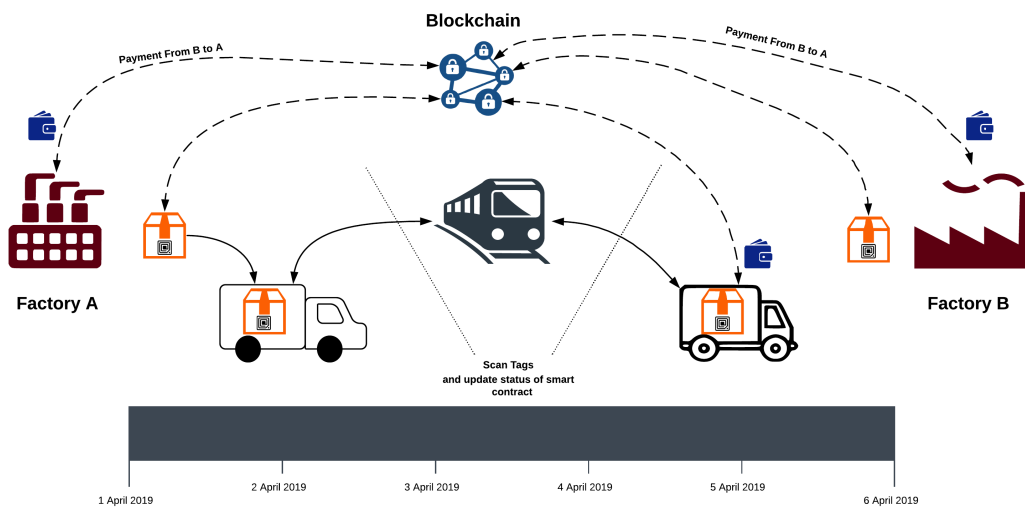 Blockchain
Payment From B to A
Payment From B to A
Factory A
Factory B
Scan Tags
and update status of smart
contract
1 April 2019
2 April 2019
3 April 2019
4 April 2019
5 April 2019
6 April 2019